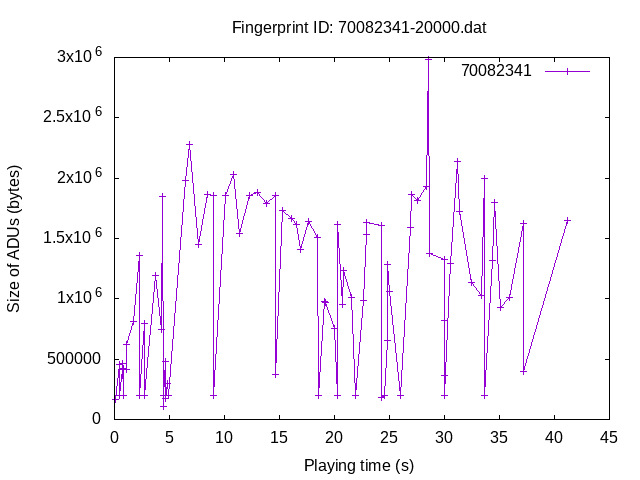 Fingerprint ID: 70082341-20000.dat
70082341
Size of ADUs (bytes)
3x10^6
2.5x10^6
2x10^6
1.5x10^6
1x10^6
500000
0
0 5 10 15 20 25 30 35 40 45
Playing time (s)